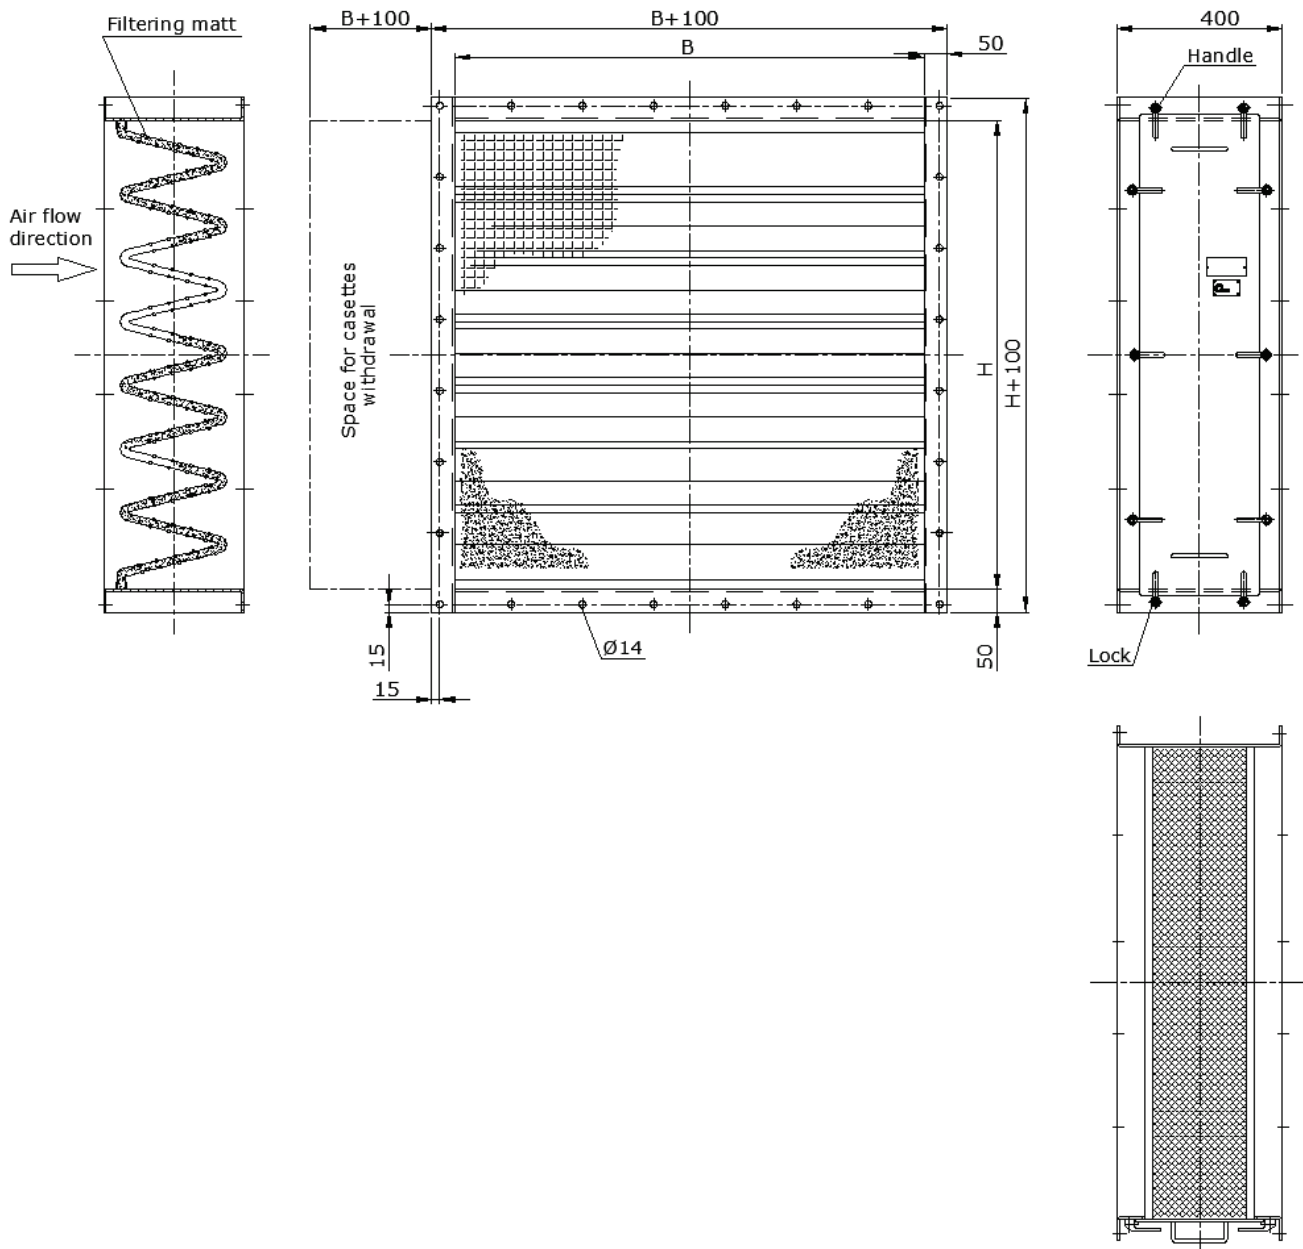 Filtering matt
B+100
B+100
400
B
50
Handle
Air flow
direction
Space for casettes
withdrawal
H
H+100
15
15
Ø14
50
Lock